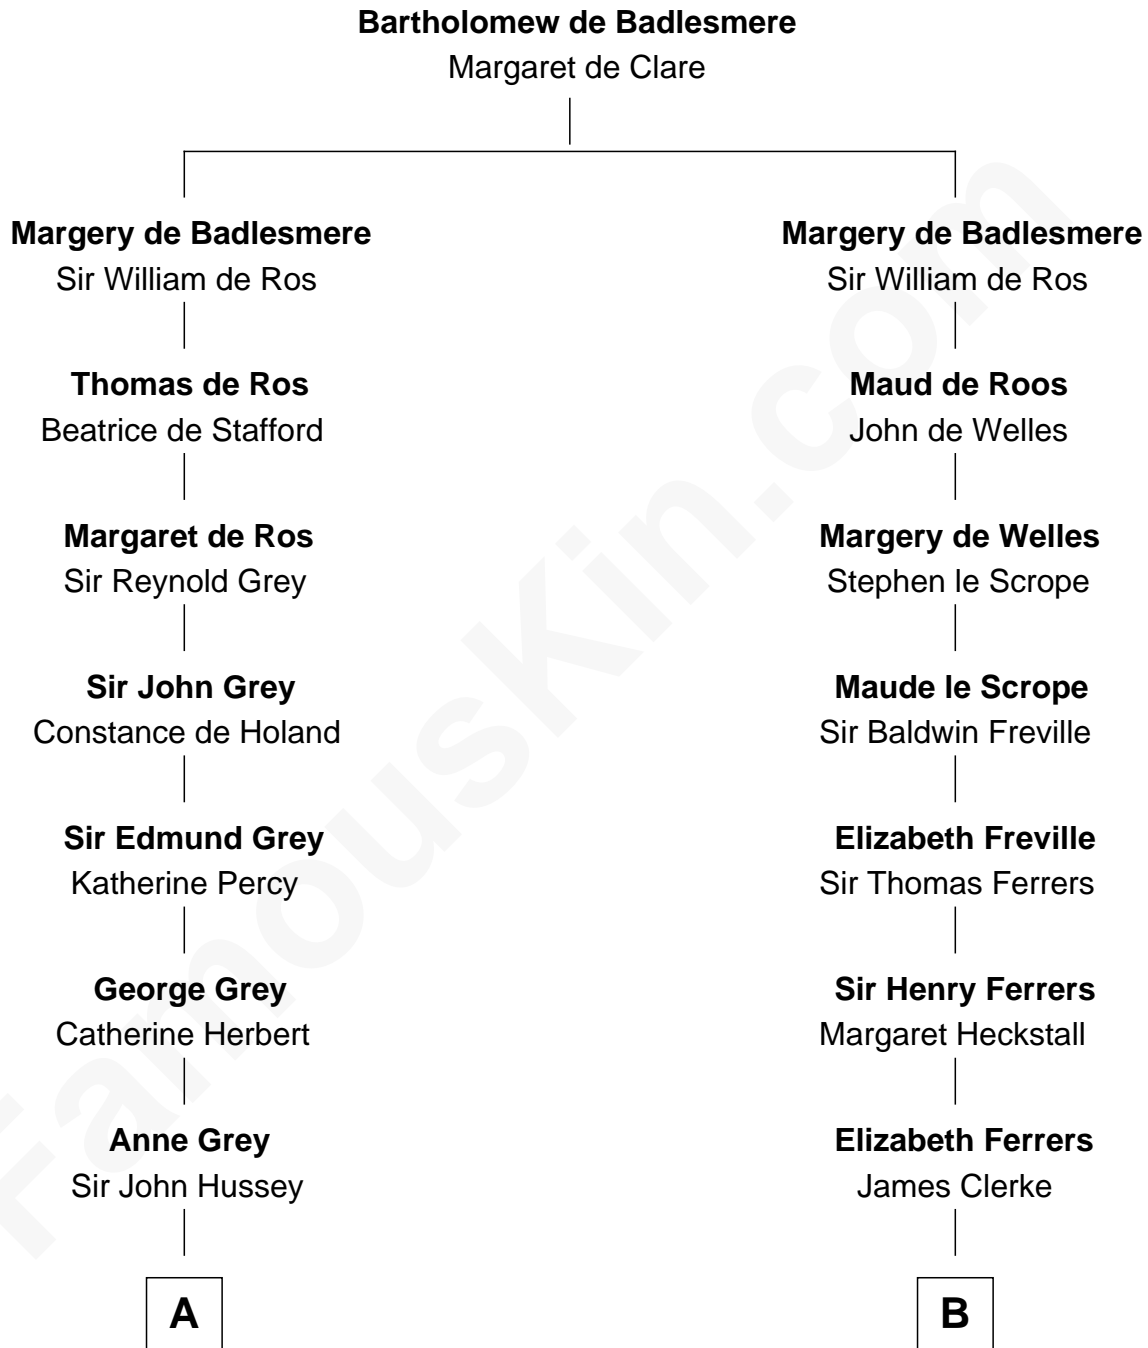 Bartholomew de Badlesmere
Margaret de Clare
Margery de Badlesmere
Sir William de Ros
Margery de Badlesmere
Sir William de Ros
Thomas de Ros
Beatrice de Stafford
Maud de Roos
John de Welles
Margaret de Ros
Sir Reynold Grey
Margery de Welles
Stephen le Scrope
Sir John Grey
Constance de Holand
Maude le Scrope
Sir Baldwin Freville
Sir Edmund Grey
Katherine Percy
Elizabeth Freville
Sir Thomas Ferrers
George Grey
Catherine Herbert
Sir Henry Ferrers
Margaret Heckstall
Anne Grey
Sir John Hussey
Elizabeth Ferrers
James Clerke
A
B
FamousKin.com